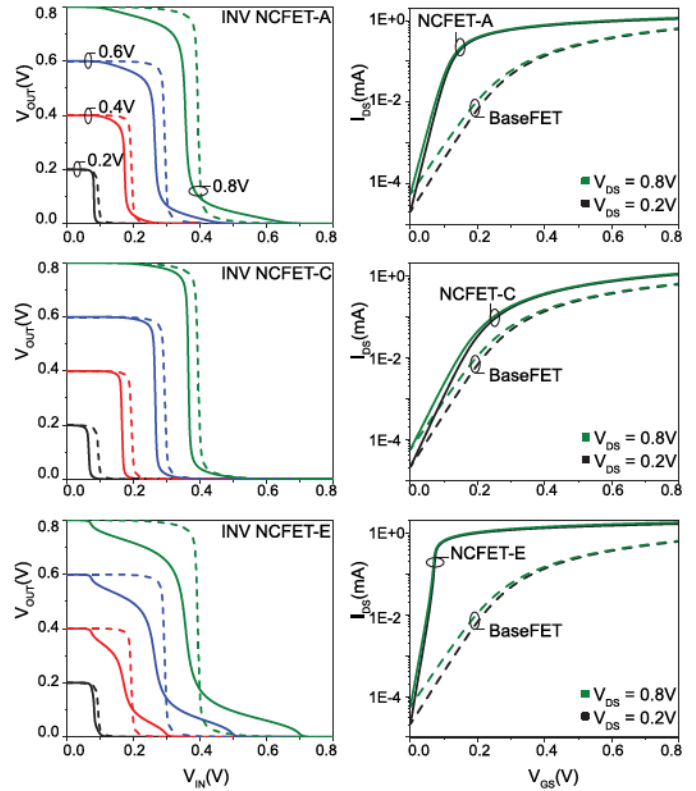 INV NCFET-A
0.8
0.6
0.4
0.2
0.0
V_OUT(V)
0.6V
0.4V
0.2V
0.8V
0.0 0.2 0.4 0.6 0.8
NCFET-A
BaseFET
1E+0
1E-2
1E-4
I_DS(mA)
V_DS = 0.8V
V_DS = 0.2V
0.0 0.2 0.4 0.6 0.8
INV NCFET-C
0.8
0.6
0.4
0.2
0.0
V_OUT(V)
0.0 0.2 0.4 0.6 0.8
NCFET-C
BaseFET
1E+0
1E-2
1E-4
I_DS(mA)
V_DS = 0.8V
V_DS = 0.2V
0.0 0.2 0.4 0.6 0.8
INV NCFET-E
0.8
0.6
0.4
0.2
0.0
V_OUT(V)
0.0 0.2 0.4 0.6 0.8
V_IN(V)
NCFET-E
BaseFET
1E+0
1E-2
1E-4
I_DS(mA)
V_DS = 0.8V
V_DS = 0.2V
0.0 0.2 0.4 0.6 0.8
V_GS(V)